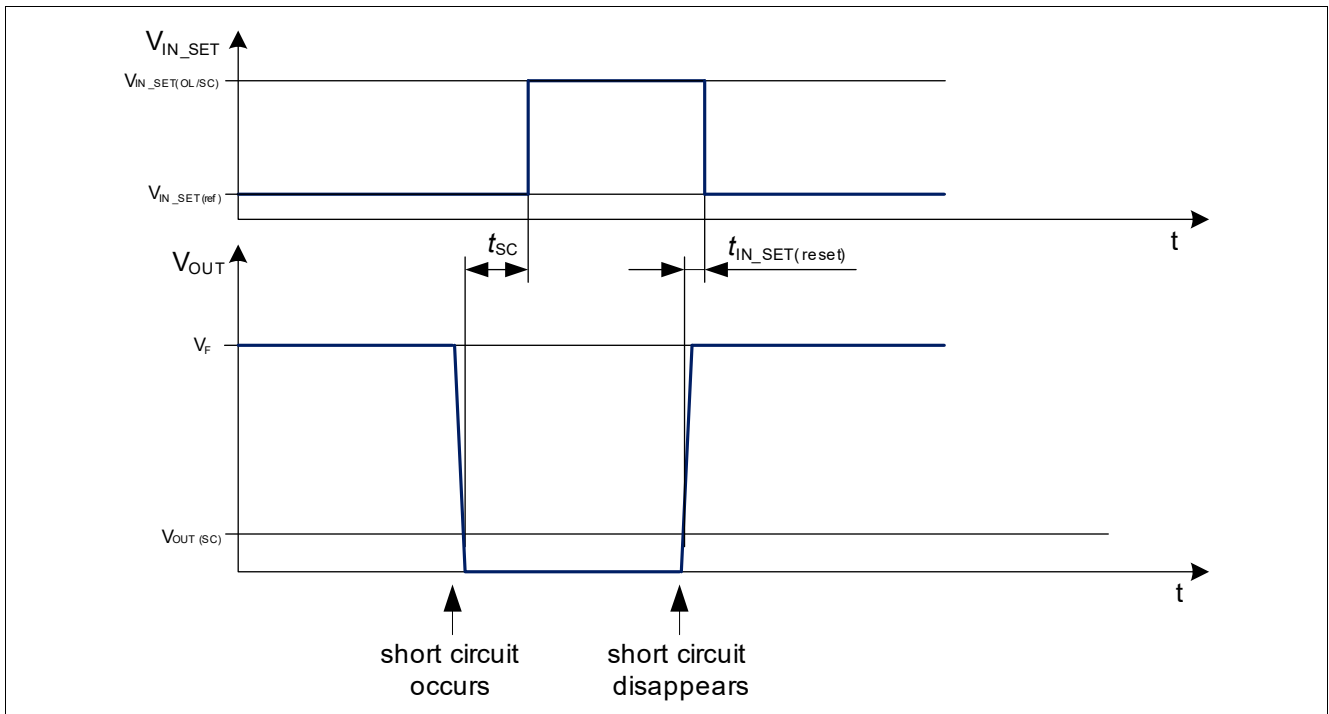 V_IN_SET
V_IN_SET(OL/SC)
V_IN_SET(ref)
t
t_SC
t_IN_SET(reset)
V_OUT
V_F
V_OUT (SC)
t
short circuit
occurs
short circuit
disappears